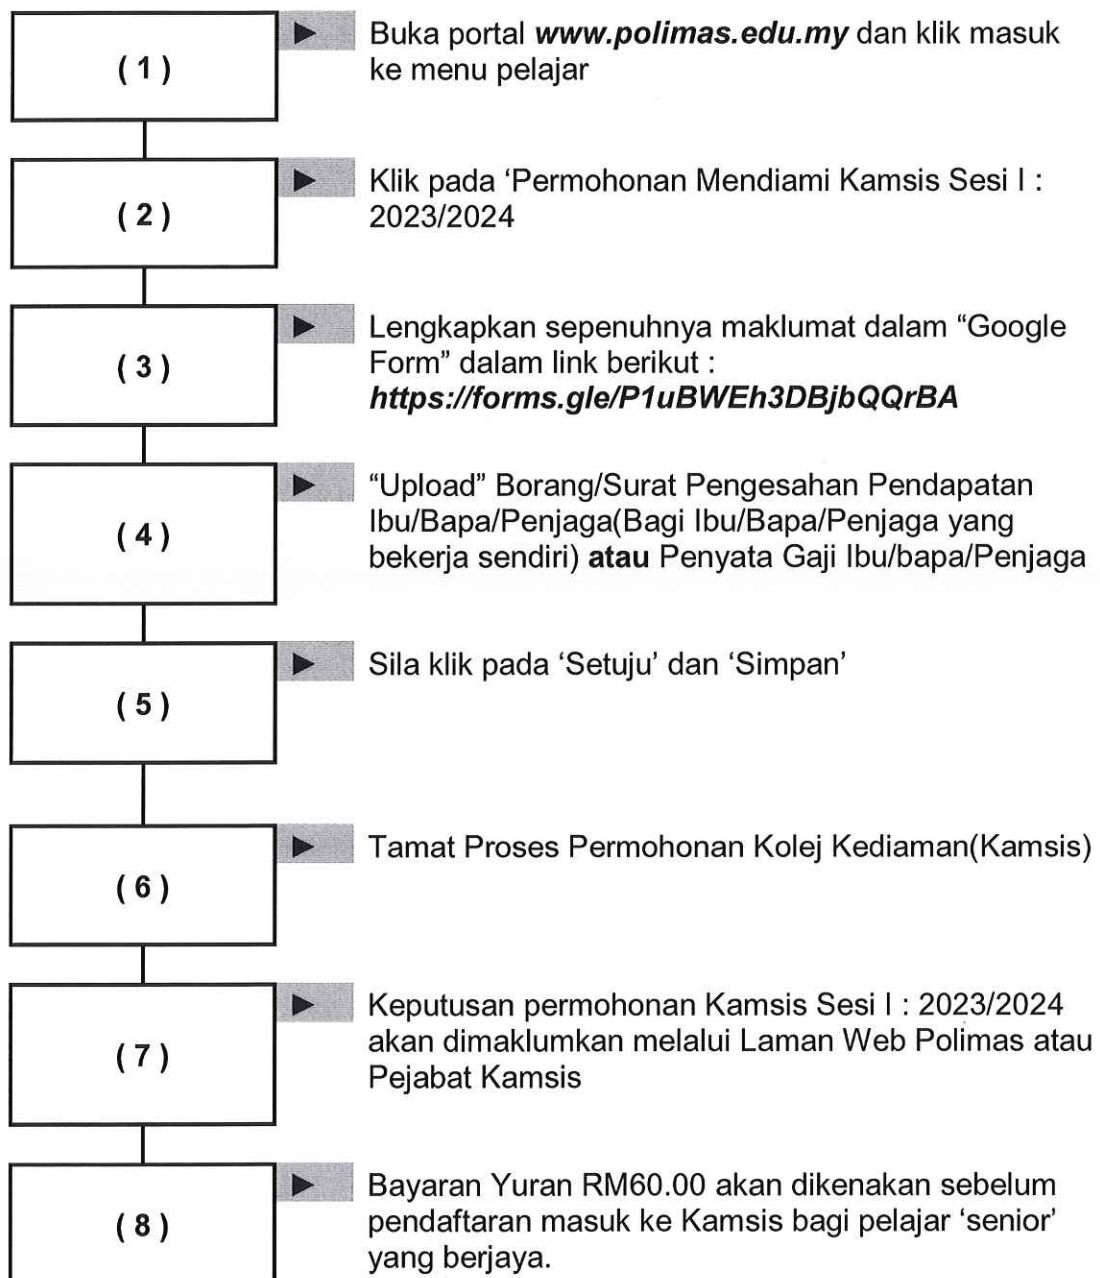 ( 1 )
Buka portal www.polimas.edu.my dan klik masuk
ke menu pelajar
( 2 )
Klik pada ‘Permohonan Mendiami Kamsis Sesi I :
2023/2024
( 3 )
Lengkapkan sepenuhnya maklumat dalam “Google
Form” dalam link berikut :
https://forms.gle/P1uBWEh3DBjbQQrBA
( 4 )
“Upload” Borang/Surat Pengesahan Pendapatan
Ibu/Bapa/Penjaga(Bagi Ibu/Bapa/Penjaga yang
bekerja sendiri) atau Penyata Gaji Ibu/bapa/Penjaga
( 5 )
Sila klik pada ‘Setuju’ dan ‘Simpan’
( 6 )
Tamat Proses Permohonan Kolej Kediaman(Kamsis)
( 7 )
Keputusan permohonan Kamsis Sesi I : 2023/2024
akan dimaklumkan melalui Laman Web Polimas atau
Pejabat Kamsis
( 8 )
Bayaran Yuran RM60.00 akan dikenakan sebelum
pendaftaran masuk ke Kamsis bagi pelajar ‘senior’
yang berjaya.